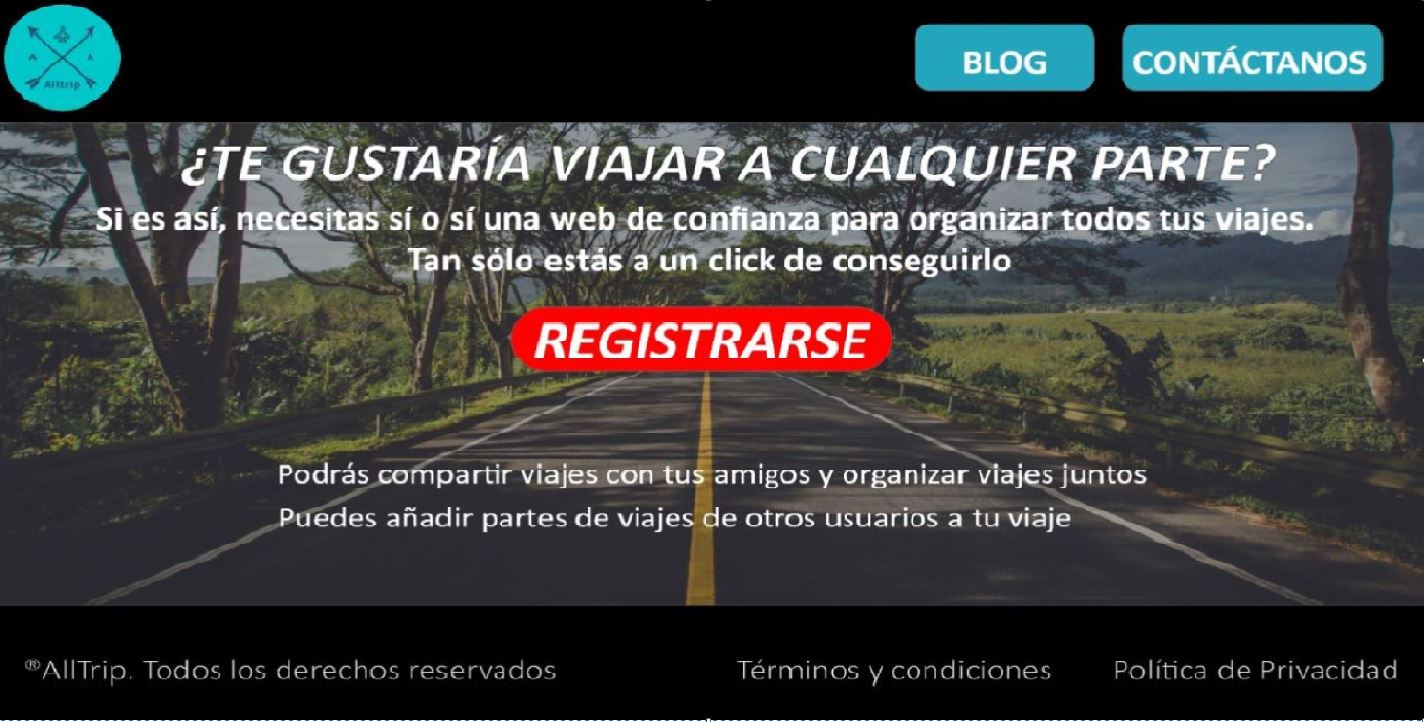 AllTrip
BLOG
CONTÁCTANOS
¿TE GUSTARÍA VIAJAR A CUALQUIER PARTE?
Si es así, necesitas sí o sí una web de confianza para organizar todos tus viajes.
Tan sólo estás a un click de conseguirlo
REGISTRARSE
Podrás compartir viajes con tus amigos y organizar viajes juntos
Puedes añadir partes de viajes de otros usuarios a tu viaje
®AllTrip. Todos los derechos reservados
Términos y condiciones
Política de Privacidad